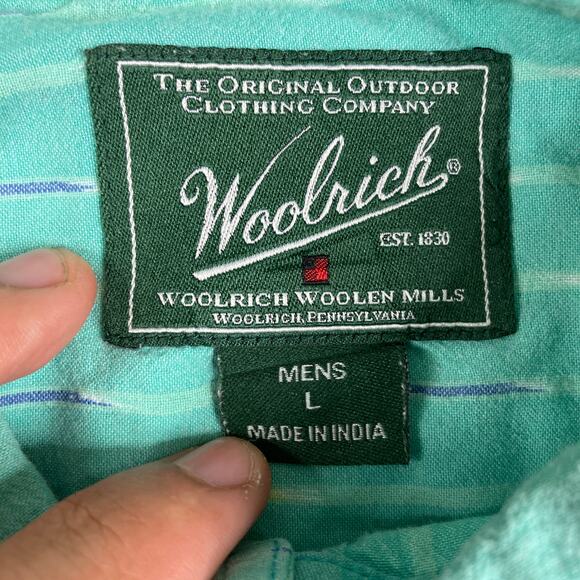 THE ORIGINAL OUTDOOR
CLOTHING COMPANY
Woolrich®
EST. 1830
WOOLRICH WOOLEN MILLS
WOOLRICH, PENNSYLVANIA
MENS
L
MADE IN INDIA